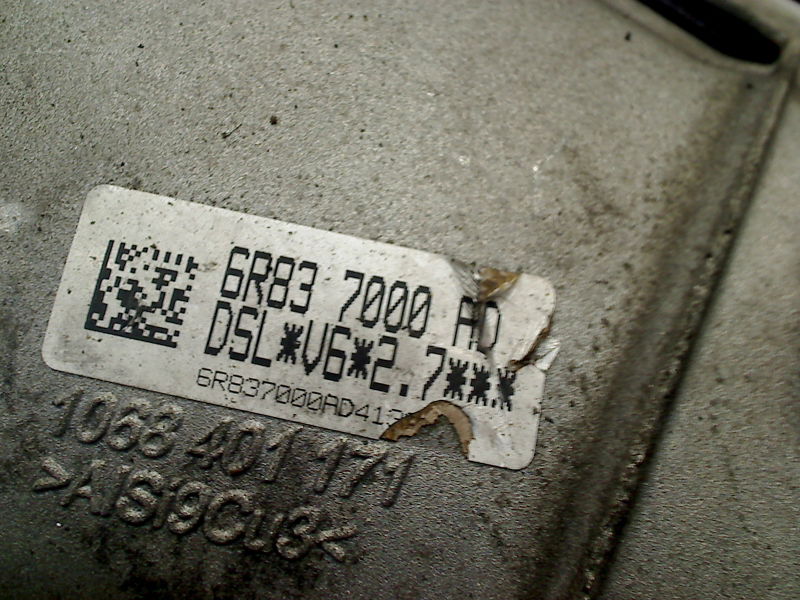 6R83 7000 AD
DSL*V6*2.7***
6R837000AD41
1068 401 171
>AlSi9Cu3<